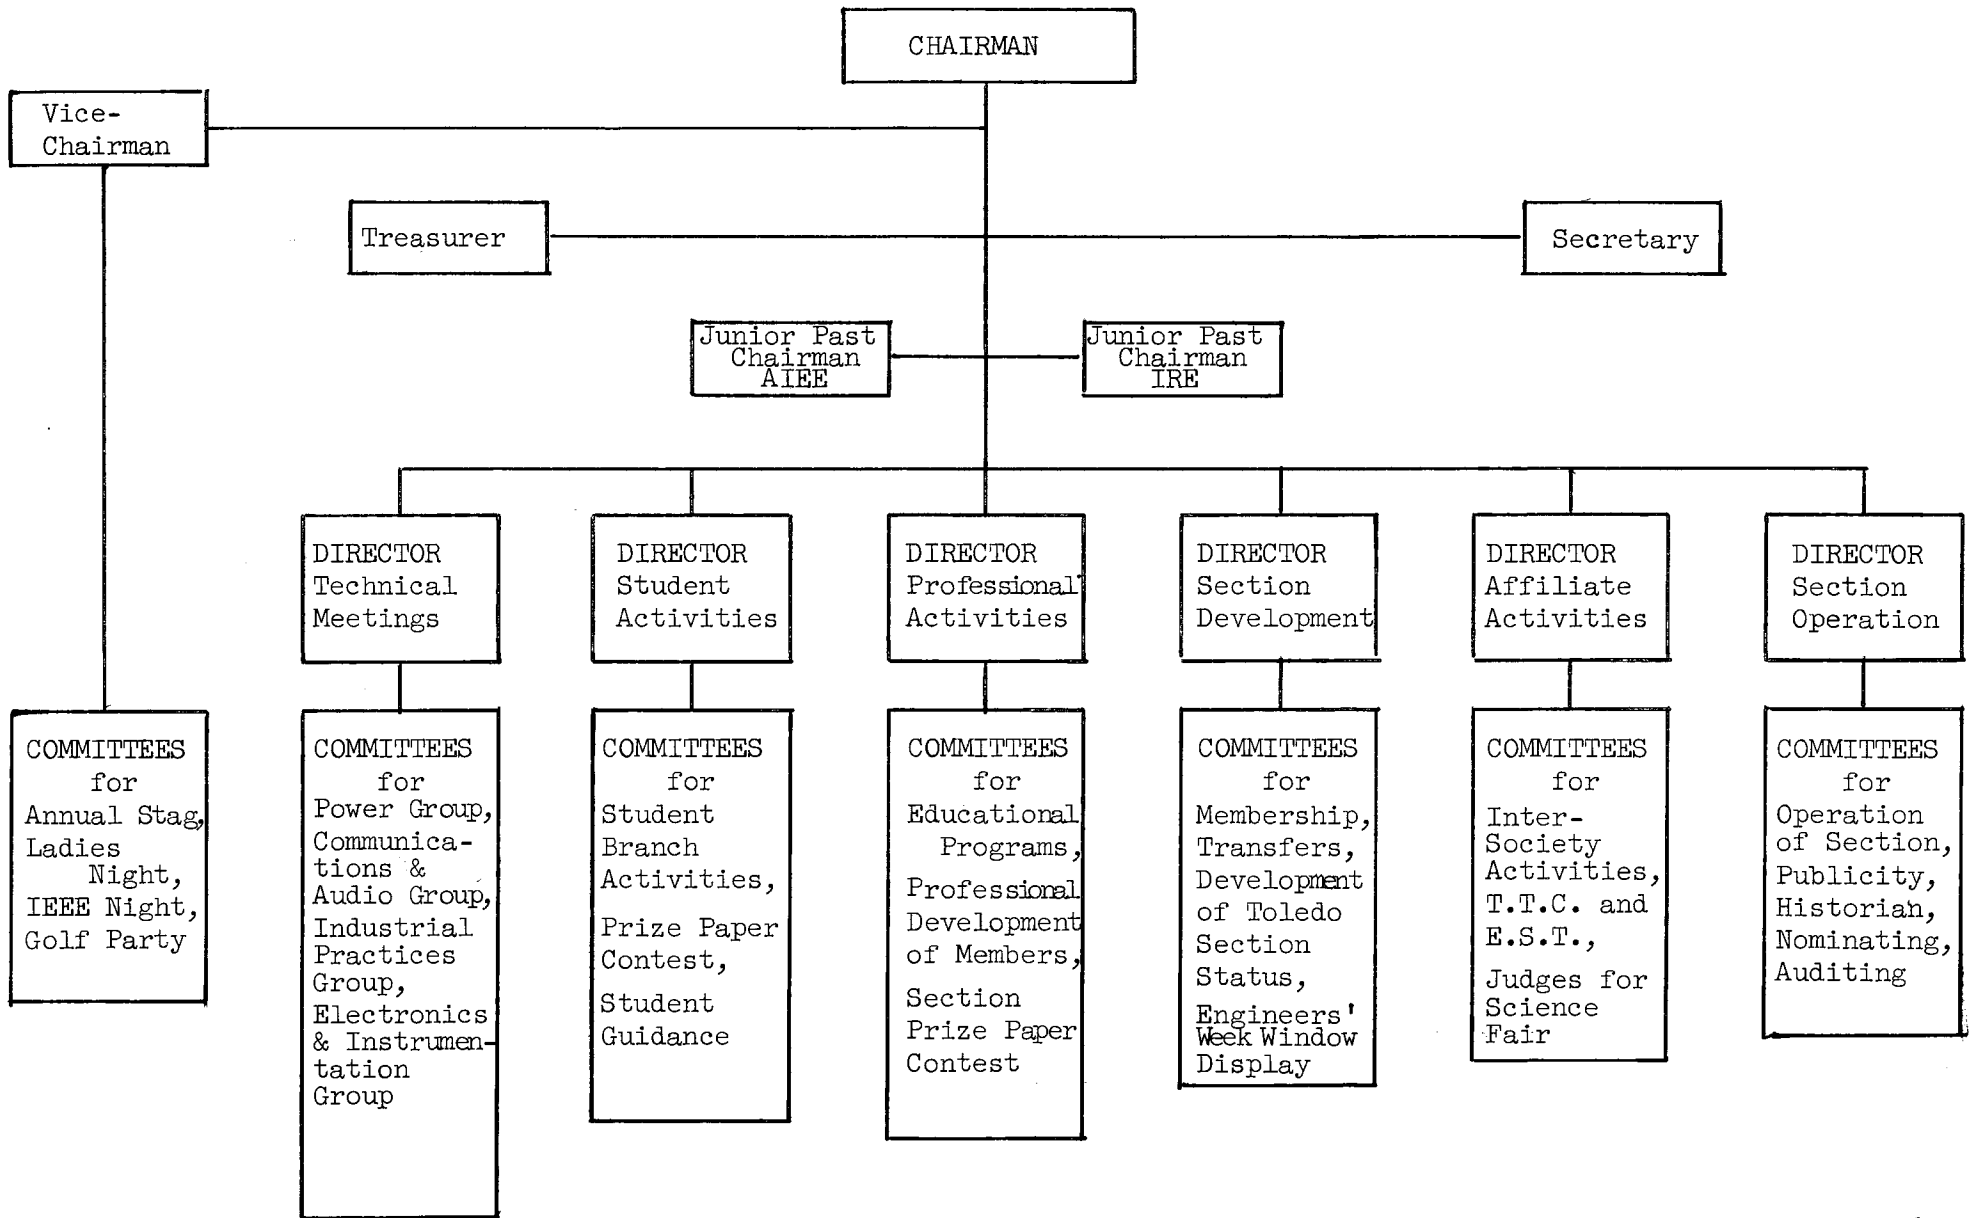 CHAIRMAN
Vice-
Chairman
Treasurer
Secretary
Junior Past
Chairman
AIEE
Junior Past
Chairman
IRE
DIRECTOR
Technical
Meetings
DIRECTOR
Student
Activities
DIRECTOR
Professional
Activities
DIRECTOR
Section
Development
DIRECTOR
Affiliate
Activities
DIRECTOR
Section
Operation
COMMITTEES
for
Annual Stag,
Ladies
Night,
IEEE Night,
Golf Party
COMMITTEES
for
Power Group,
Communica-
tions &
Audio Group,
Industrial
Practices
Group,
Electronics
& Instrumen-
tation
Group
COMMITTEES
for
Student
Branch
Activities,
Prize Paper
Contest,
Student
Guidance
COMMITTEES
for
Educational
Programs,
Professional
Development
of Members,
Section
Prize Paper
Contest
COMMITTEES
for
Membership,
Transfers,
Development
of Toledo
Section
Status,
Engineers'
Week Window
Display
COMMITTEES
for
Inter-
Society
Activities,
T.T.C. and
E.S.T.,
Judges for
Science
Fair
COMMITTEES
for
Operation
of Section,
Publicity,
Historian,
Nominating,
Auditing